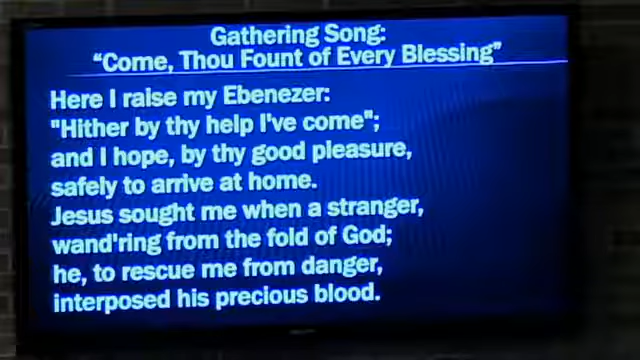 Gathering Song:
“Come, Thou Fount of Every Blessing”
Here I raise my Ebenezer:
"Hither by thy help I've come";
and I hope, by thy good pleasure,
safely to arrive at home.
Jesus sought me when a stranger,
wand'ring from the fold of God;
he, to rescue me from danger,
interposed his precious blood.